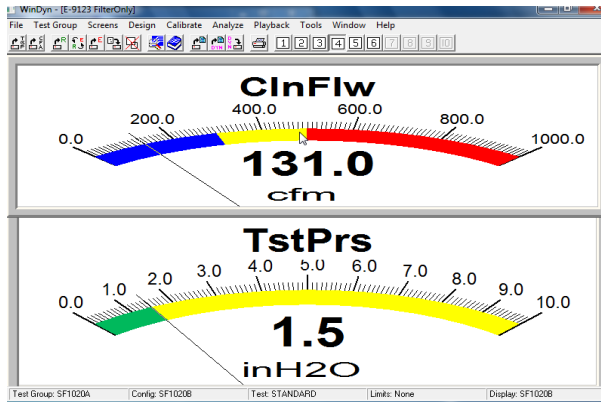 WinDyn - [E-9123 FilterOnly]
File Test Group Screens Design Calibrate Analyze Playback Tools Window Help
1 2 3 4 5 6 7 8 9 10
ClnFlw
0.0 200.0 400.0 600.0 800.0 1000.0
131.0
cfm
TstPrs
0.0 1.0 2.0 3.0 4.0 5.0 6.0 7.0 8.0 9.0 10.0
1.5
inH2O
Test Group: SF1020A Config: SF1020B Test: STANDARD Limits: None Display: SF1020B